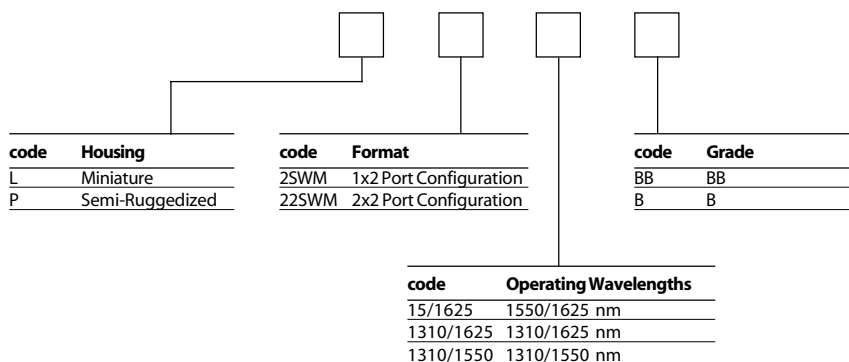 code Housing
L Miniature
P Semi-Ruggedized
code Format
2SWM 1x2 Port Configuration
22SWM 2x2 Port Configuration
code Grade
BB BB
B B
code Operating Wavelengths
15/1625 1550/1625 nm
1310/1625 1310/1625 nm
1310/1550 1310/1550 nm